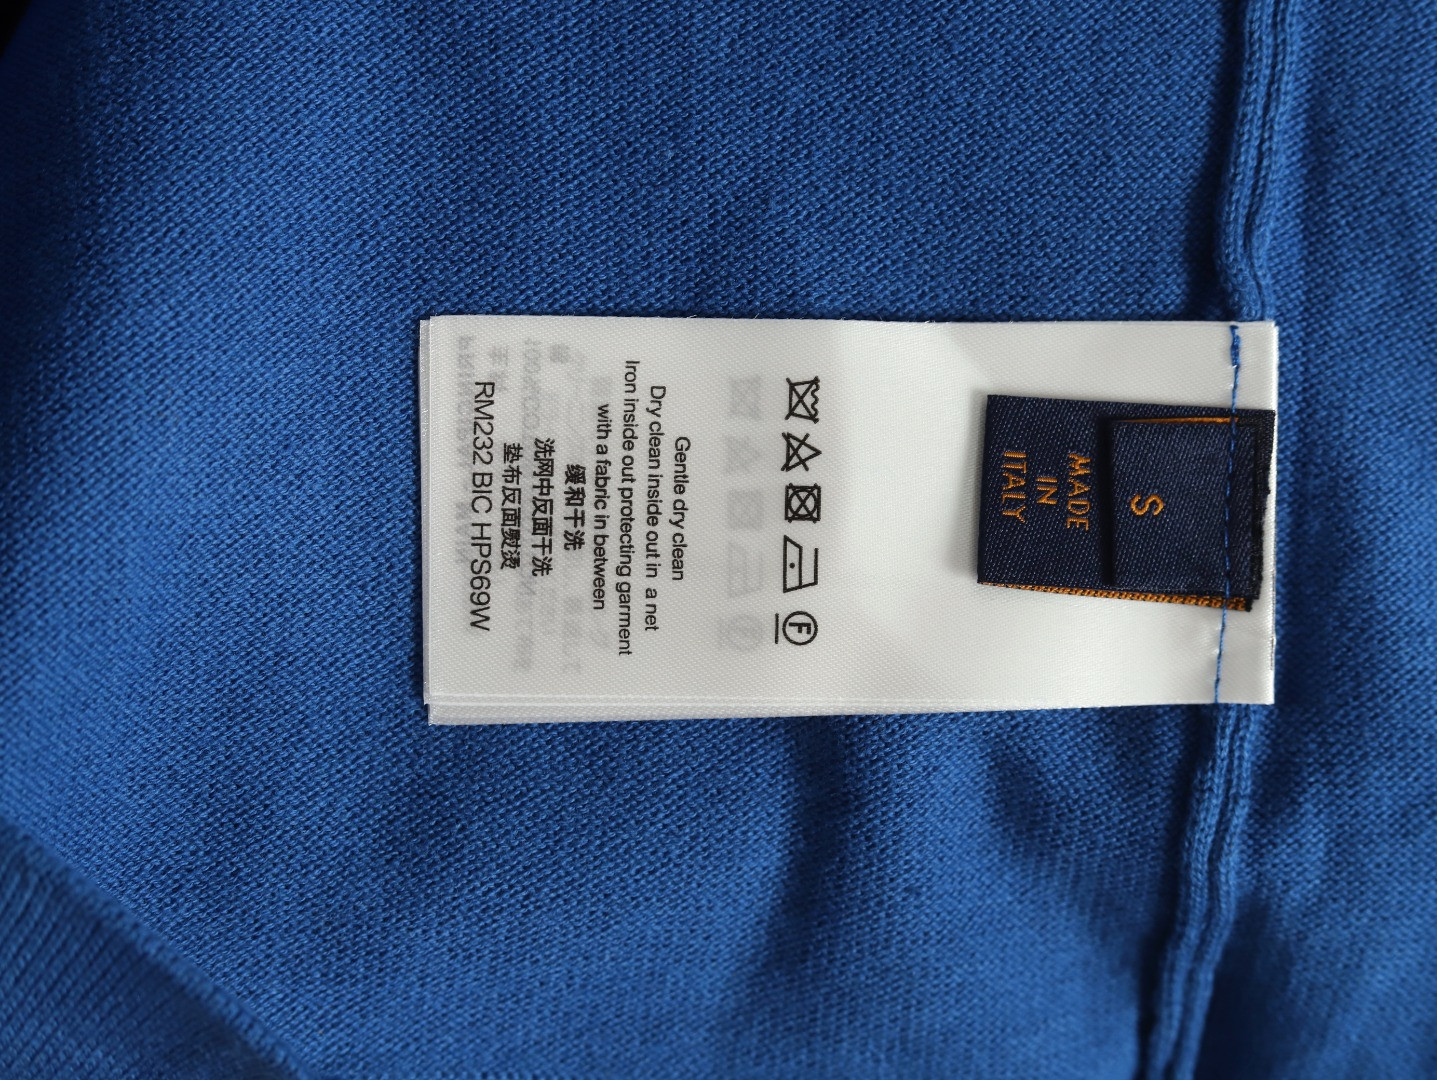 S
MADE
IN
ITALY
F
Gentle dry clean
Dry clean inside out in a net
Iron inside out protecting garment
with a fabric in between
缓和干洗
洗网中反面干洗
垫布反面熨烫
RM232 BIC HPS69W